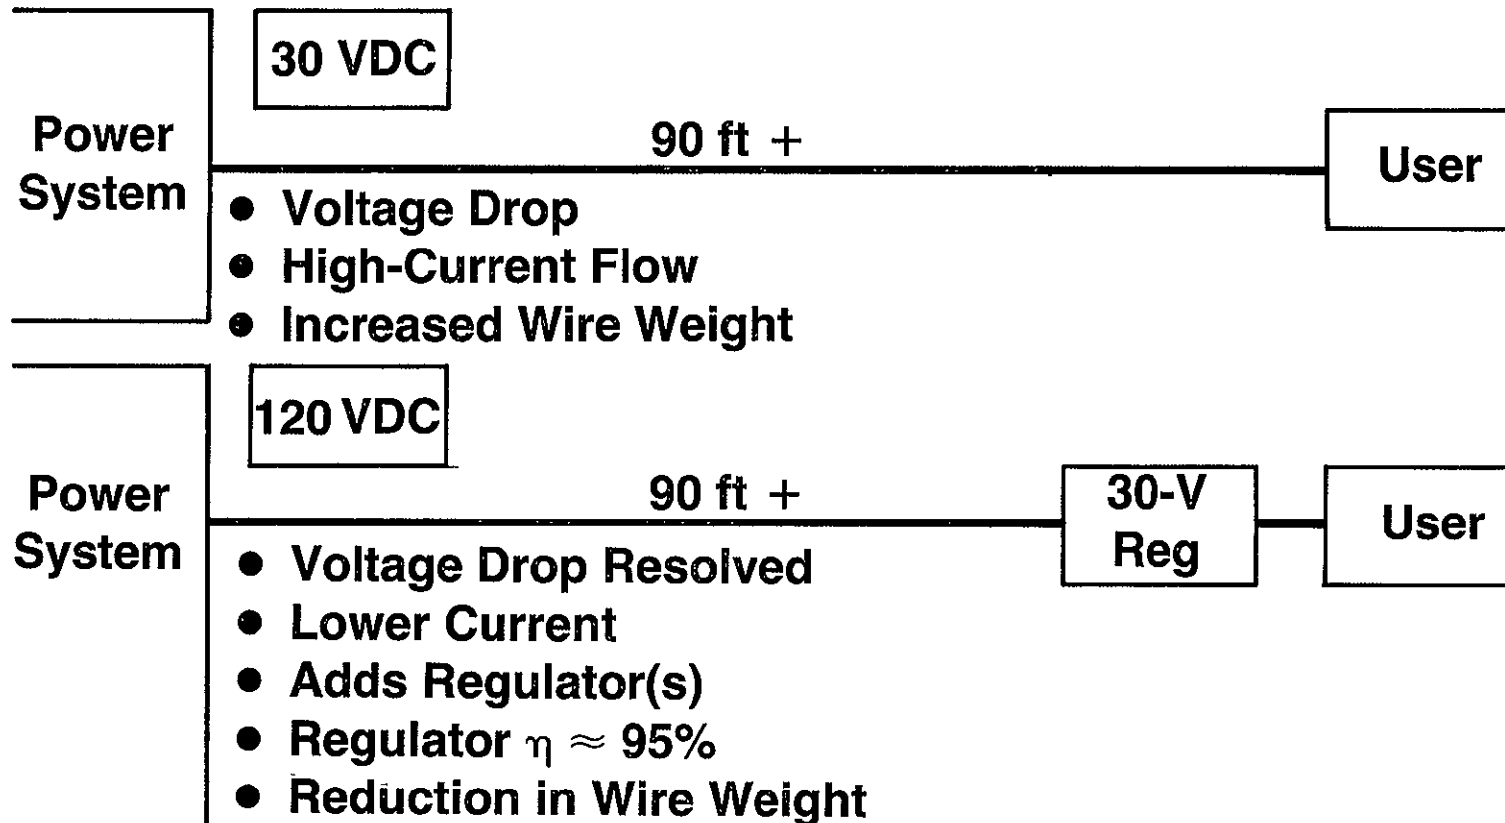 30 VDC
Power
System
90 ft +
User
● Voltage Drop
● High-Current Flow
● Increased Wire Weight
120 VDC
Power
System
90 ft +
30-V
Reg
User
● Voltage Drop Resolved
● Lower Current
● Adds Regulator(s)
● Regulator η ≈ 95%
● Reduction in Wire Weight